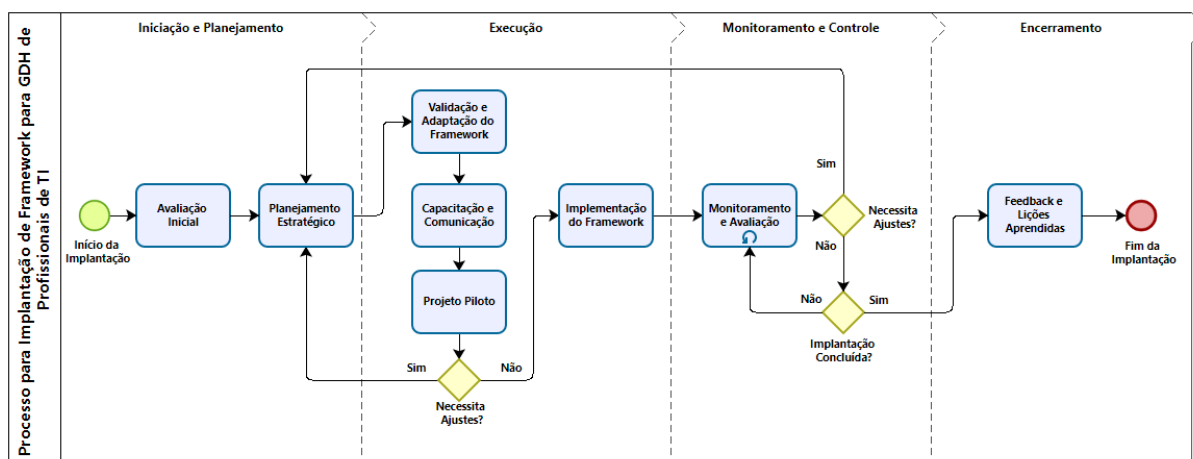 Processo para Implantação de Framework para GDH de
Profissionais de TI
Iniciação e Planejamento
Execução
Monitoramento e Controle
Encerramento
Início da
Implantação
Avaliação
Inicial
Planejamento
Estratégico
Validação e
Adaptação do
Framework
Capacitação e
Comunicação
Projeto Piloto
Sim
Não
Necessita
Ajustes?
Implementação
do Framework
Monitoramento
e Avaliação
Sim
Necessita
Ajustes?
Não
Não
Sim
Implantação
Concluída?
Feedback e
Lições
Aprendidas
Fim da
Implantação